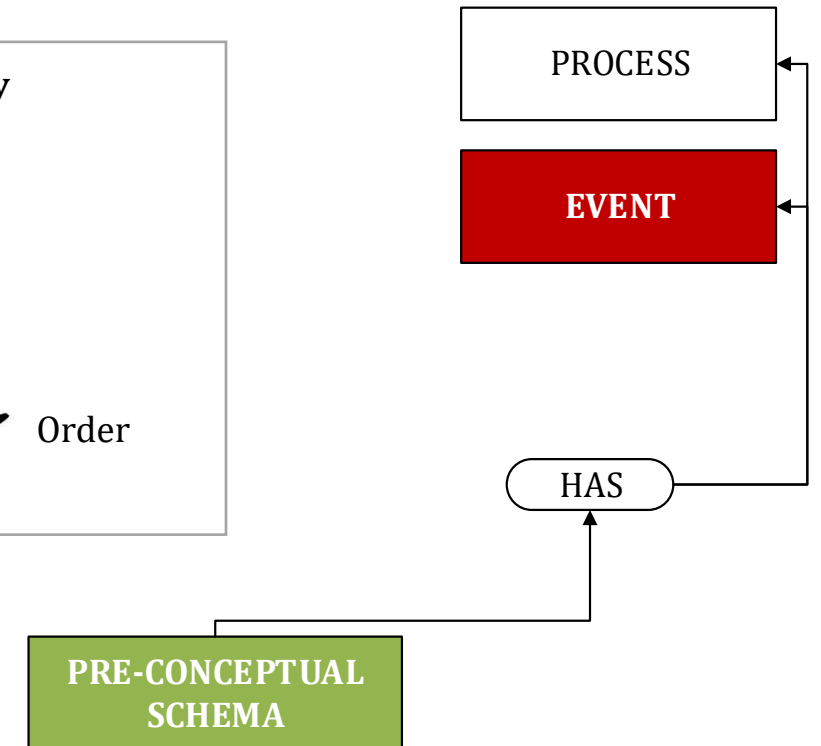 PROCESS
EVENT
Order
HAS
PRE-CONCEPTUAL
SCHEMA